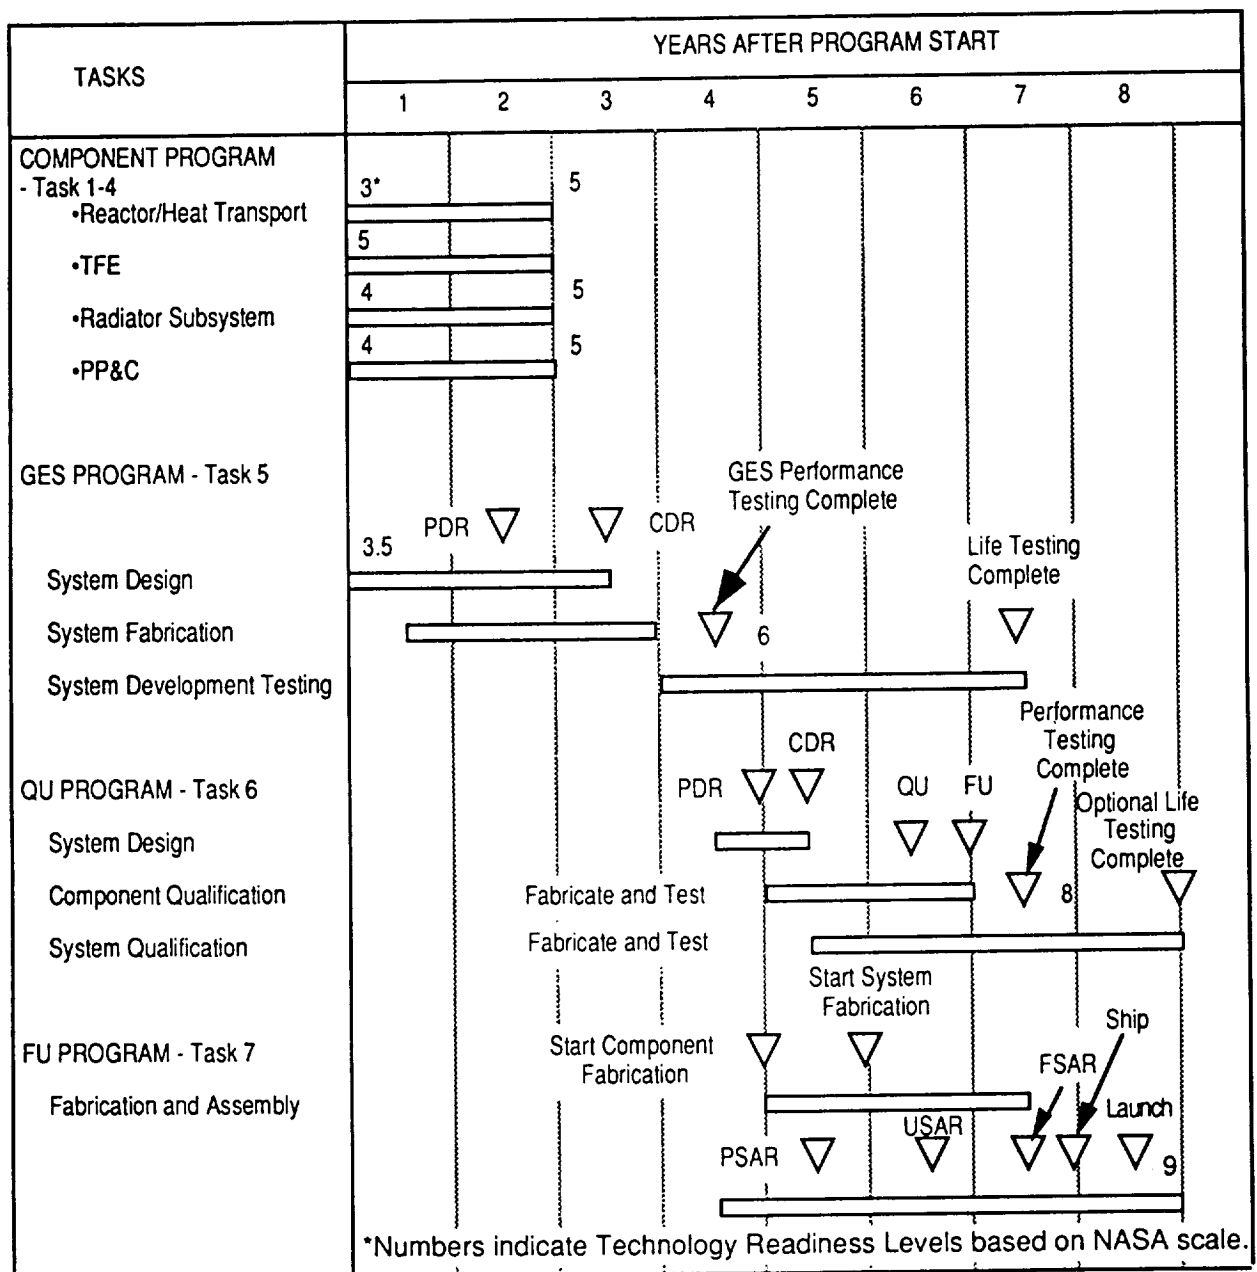 YEARS AFTER PROGRAM START
TASKS
1 2 3 4 5 6 7 8
COMPONENT PROGRAM
- Task 1-4
3* 5
•Reactor/Heat Transport
5
•TFE
4 5
•Radiator Subsystem
4 5
•PP&C
GES PROGRAM - Task 5
GES Performance
Testing Complete
PDR CDR
3.5
Life Testing
Complete
System Design
System Fabrication
6
System Development Testing
Performance
Testing
Complete
CDR
QU PROGRAM - Task 6
PDR QU FU
Optional Life
Testing
Complete
System Design
Component Qualification
Fabricate and Test
8
System Qualification
Fabricate and Test
Start System
Fabrication
Ship
FU PROGRAM - Task 7
Start Component
Fabrication
FSAR
Fabrication and Assembly
Launch
USAR
PSAR
9
*Numbers indicate Technology Readiness Levels based on NASA scale.